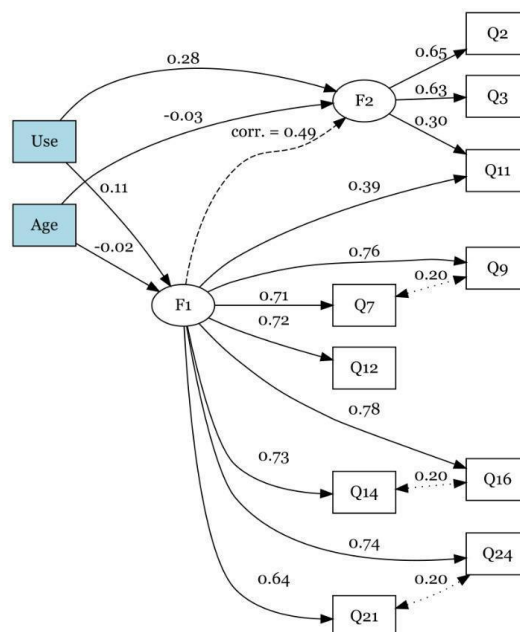 Q2
0.28
0.65
F2
0.63
Q3
-0.03
0.30
Use
corr. = 0.49
Q11
0.11
0.39
Age
-0.02
0.76
Q9
F1
0.71
Q7
0.20
0.72
Q12
0.78
0.73
Q14
0.20
Q16
0.74
Q24
0.64
0.20
Q21